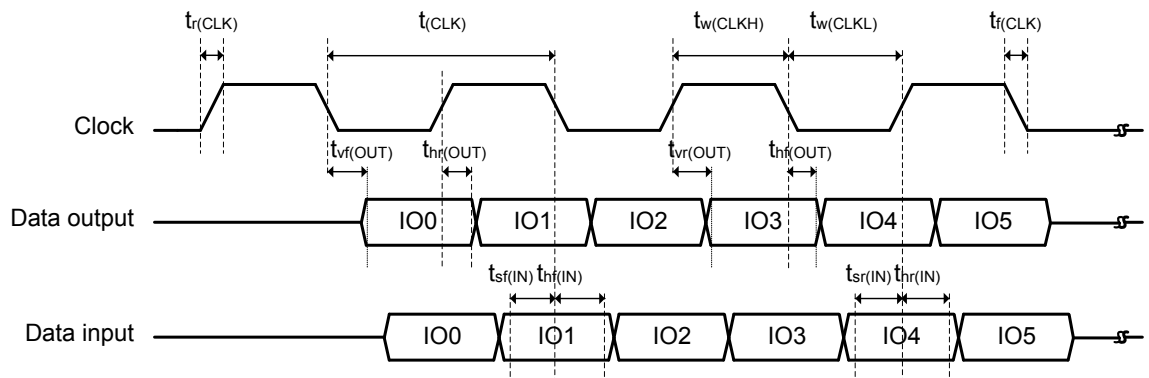 tr(CLK) t(CLK) tw(CLKH) tw(CLKL) tf(CLK)
Clock
tvf(OUT) thr(OUT) tvr(OUT) thf(OUT)
Data output IO0 IO1 IO2 IO3 IO4 IO5
tsf(IN) thf(IN) tsr(IN) thr(IN)
Data input IO0 IO1 IO2 IO3 IO4 IO5